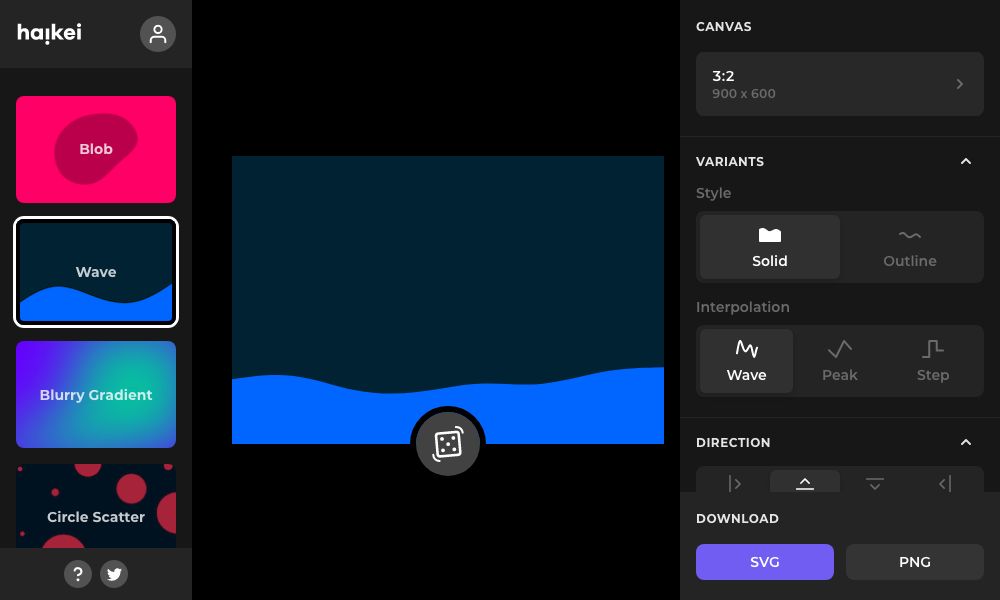 haikei
Blob
Wave
Blurry Gradient
Circle Scatter
?
CANVAS
3:2
900 x 600
VARIANTS
Style
Solid
Outline
Interpolation
Wave
Peak
Step
DIRECTION
DOWNLOAD
SVG
PNG